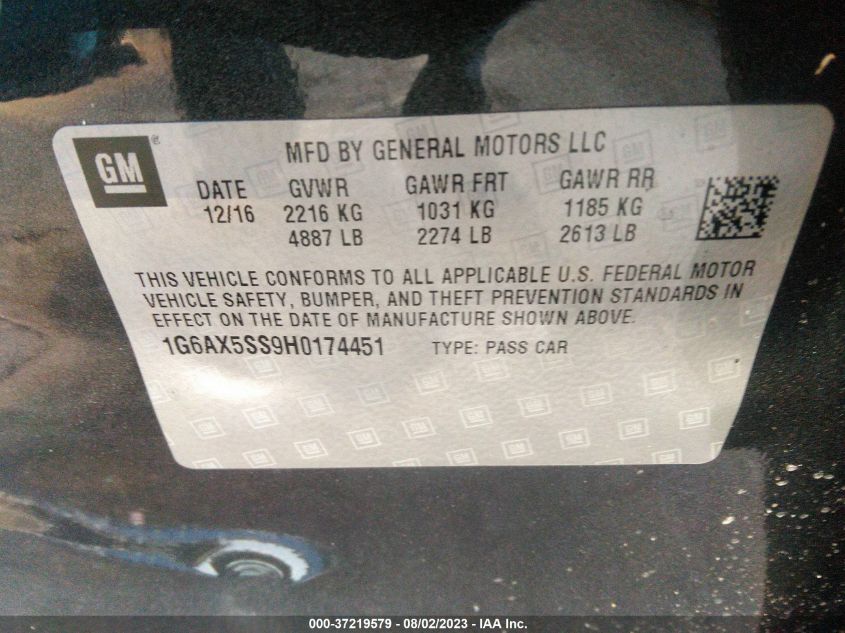 GM
®
MFD BY GENERAL MOTORS LLC
DATE GVWR GAWR FRT GAWR RR
12/16 2216 KG 1031 KG 1185 KG
4887 LB 2274 LB 2613 LB
THIS VEHICLE CONFORMS TO ALL APPLICABLE U.S. FEDERAL MOTOR
VEHICLE SAFETY, BUMPER, AND THEFT PREVENTION STANDARDS IN
EFFECT ON THE DATE OF MANUFACTURE SHOWN ABOVE.
1G6AX5SS9H0174451 TYPE: PASS CAR
000-37219579 - 08/02/2023 - IAA Inc.